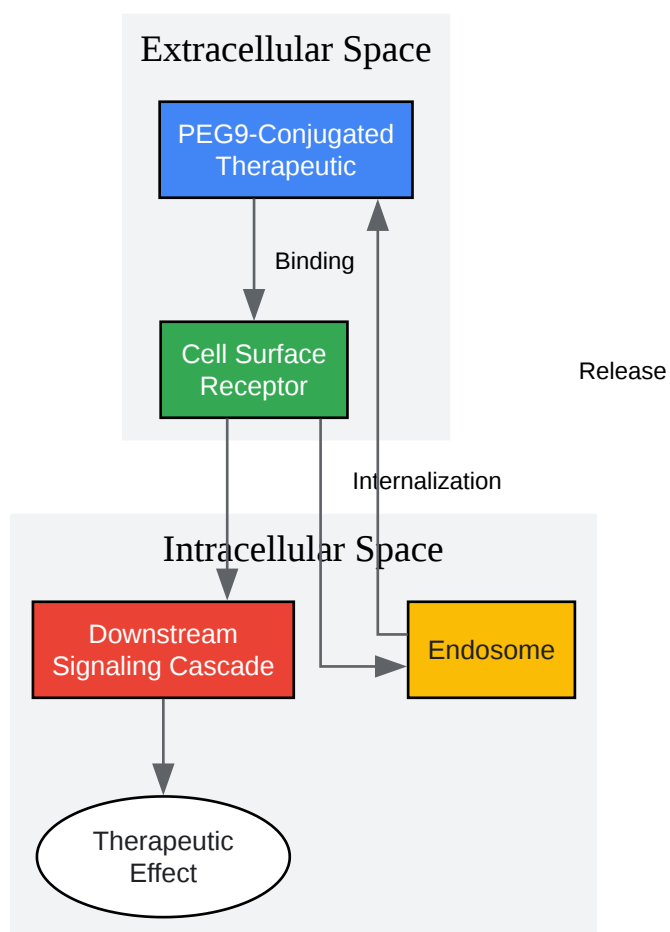 Extracellular Space
PEG9-Conjugated
Therapeutic
Binding
Cell Surface
Receptor
Release
Internalization
Intracellular Space
Downstream
Signaling Cascade
Endosome
Therapeutic
Effect